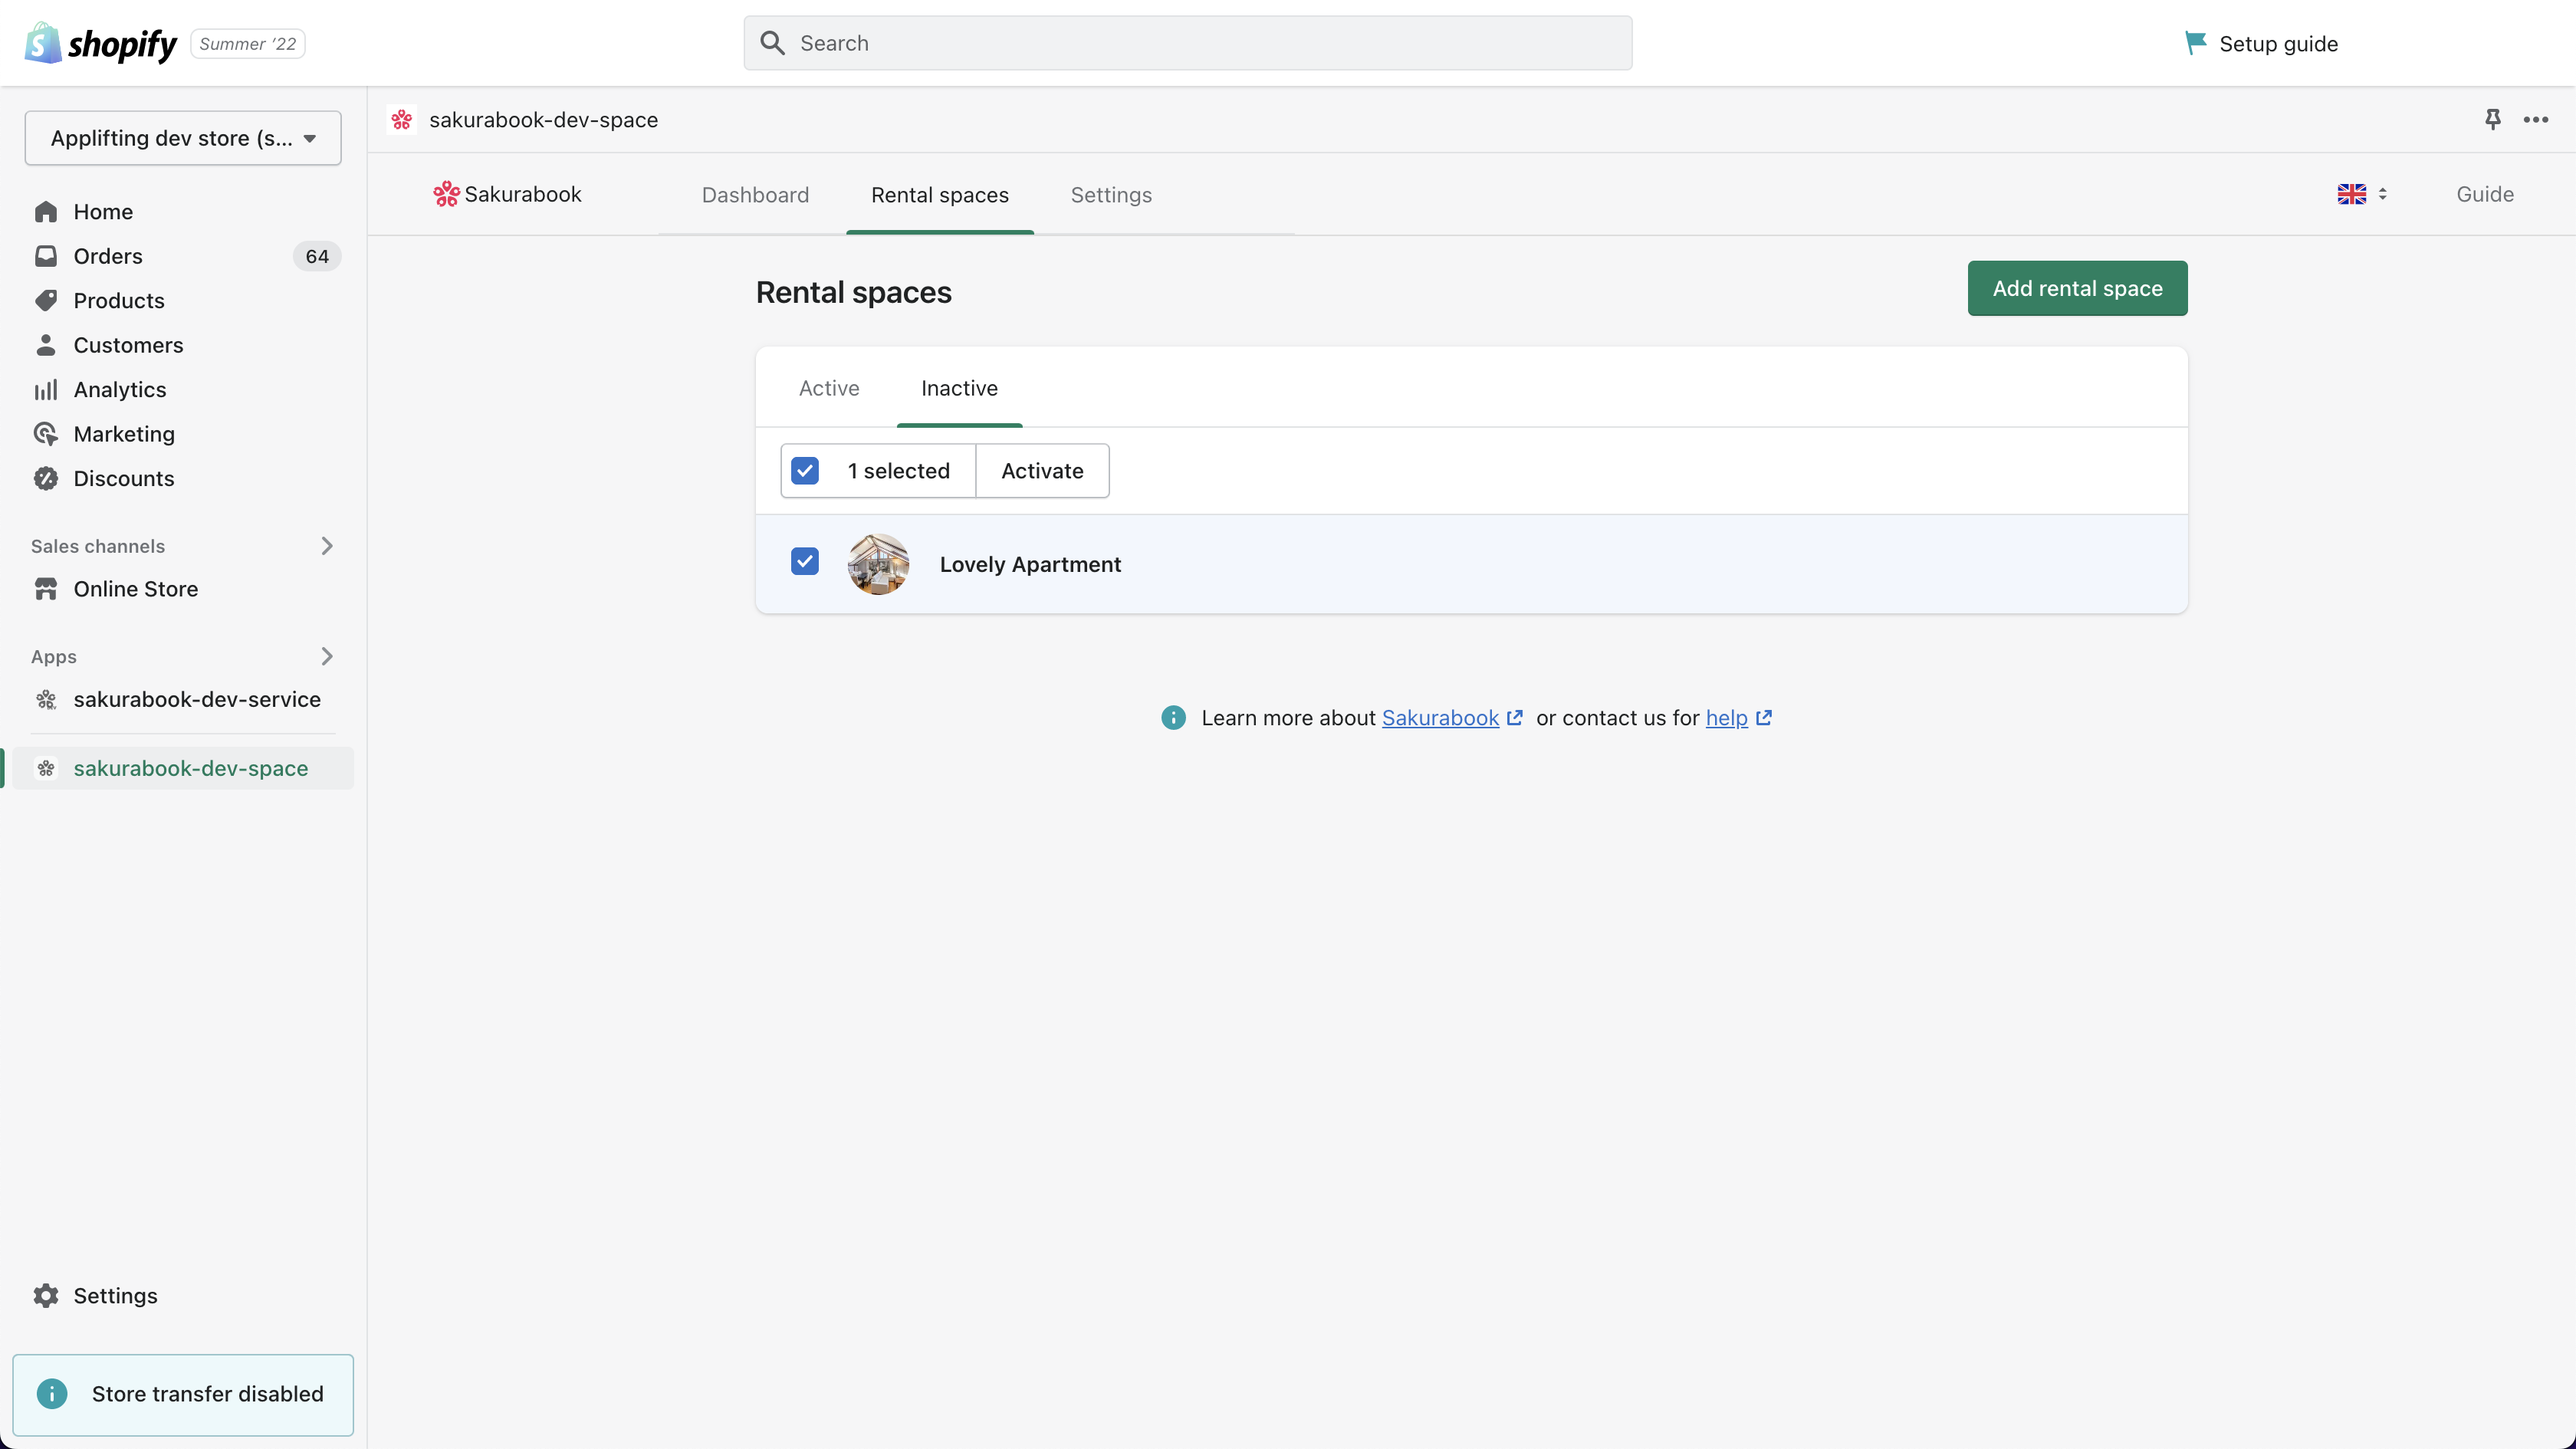 shopify Summer '22
Search
Setup guide
Applifting dev store (s...
Home
Orders 64
Products
Customers
Analytics
Marketing
Discounts
Sales channels
Online Store
Apps
sakurabook-dev-service
sakurabook-dev-space
Settings
Store transfer disabled
sakurabook-dev-space
Sakurabook Dashboard Rental spaces Settings Guide
Rental spaces
Add rental space
Active Inactive
1 selected Activate
Lovely Apartment
Learn more about Sakurabook or contact us for help